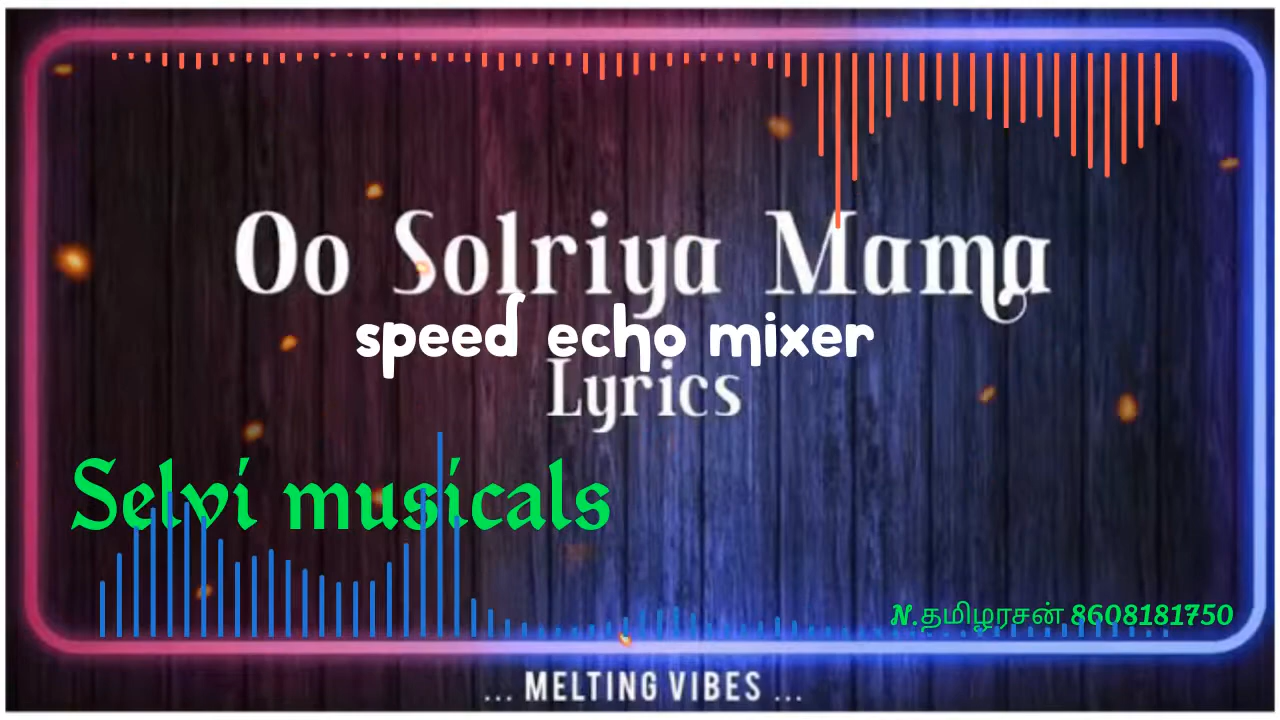 Oo Solriya Mama
speed echo mixer
Lyrics
Selvi musicals
N.தமிழரசன் 8608181750
... MELTING VIBES ...